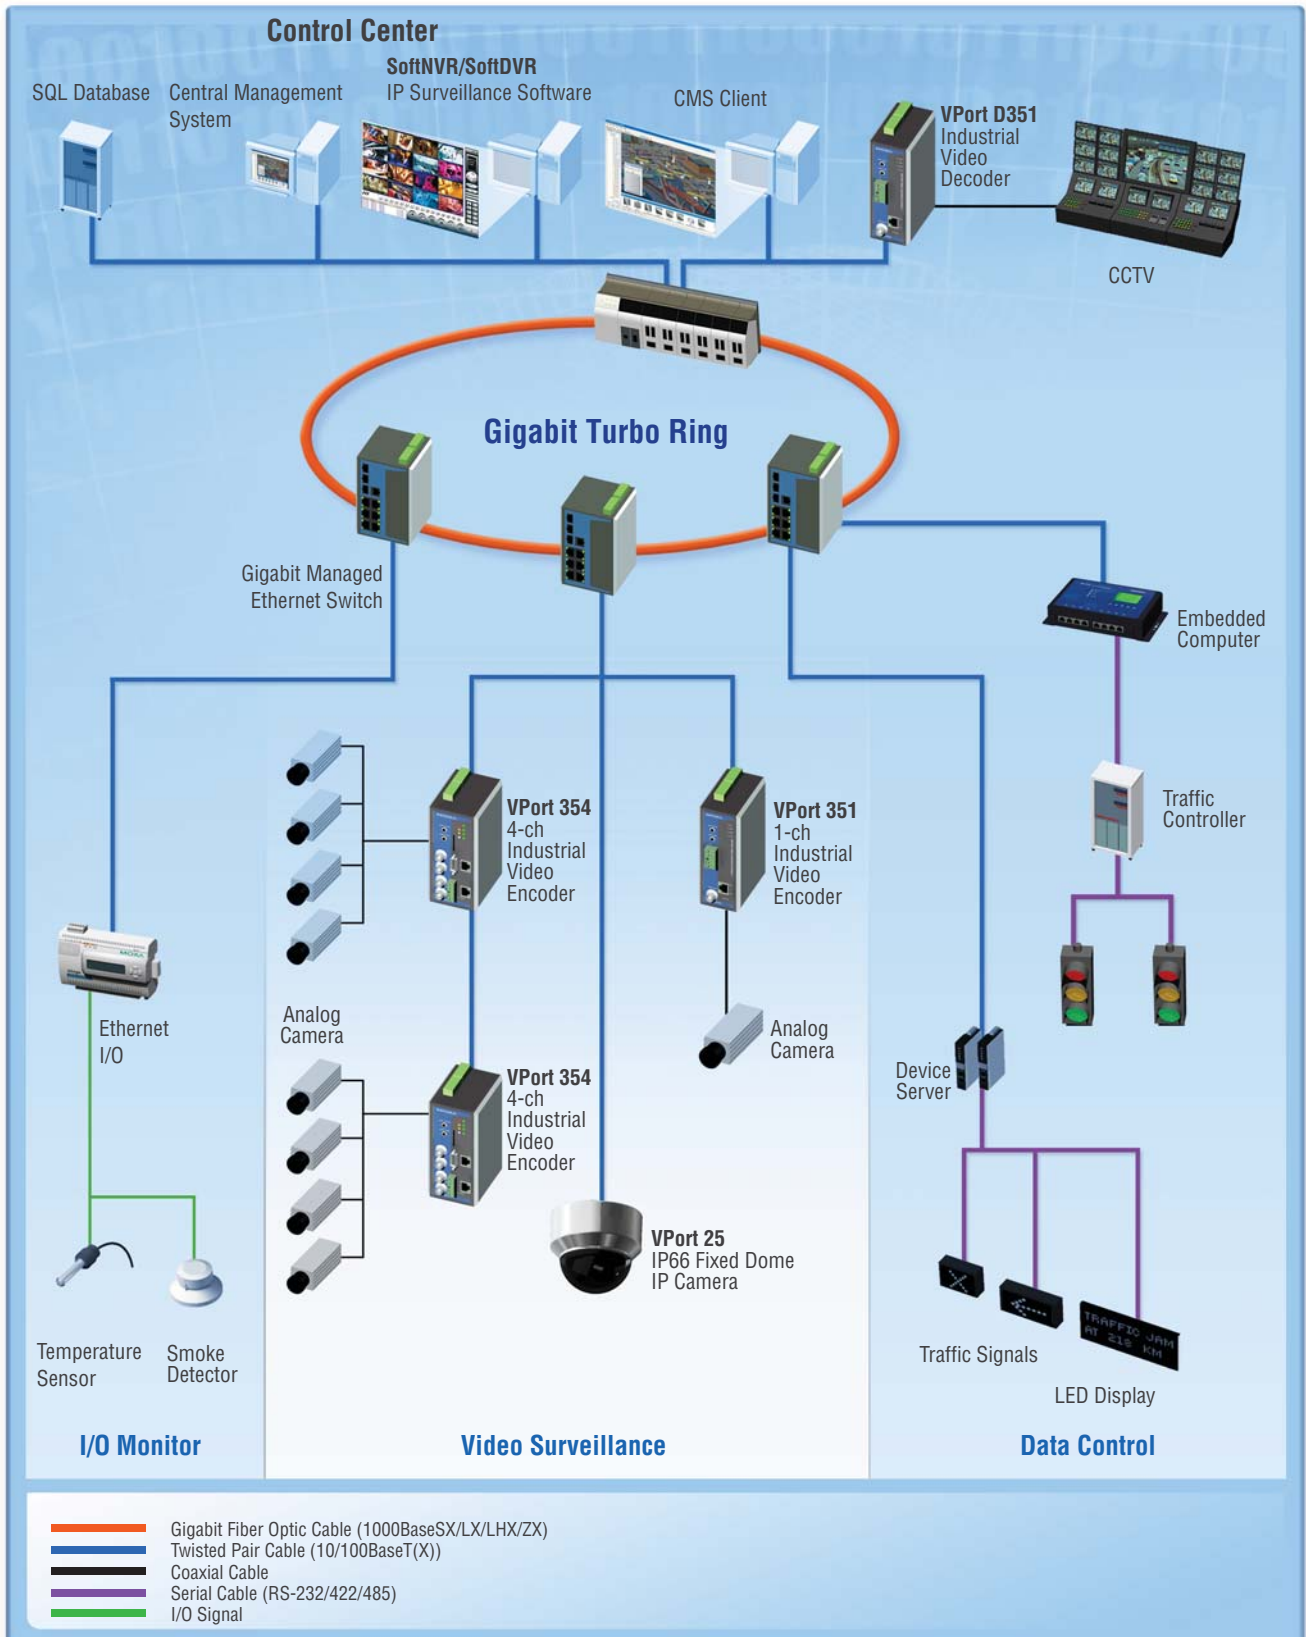 Control Center
SQL Database
Central Management
System
SoftNVR/SoftDVR
IP Surveillance Software
CMS Client
VPort D351
Industrial
Video
Decoder
CCTV
Gigabit Turbo Ring
Gigabit Managed
Ethernet Switch
Embedded
Computer
VPort 354
4-ch
Industrial
Video
Encoder
VPort 351
1-ch
Industrial
Video
Encoder
Traffic
Controller
MOXA
Ethernet
I/O
Analog
Camera
Analog
Camera
VPort 354
4-ch
Industrial
Video
Encoder
Device
Server
VPort 25
IP66 Fixed Dome
IP Camera
TRAFFIC JAM
AT 218 KM
Temperature
Sensor
Smoke
Detector
Traffic Signals
LED Display
I/O Monitor
Video Surveillance
Data Control
Gigabit Fiber Optic Cable (1000BaseSX/LX/LHX/ZX)
Twisted Pair Cable (10/100BaseT(X))
Coaxial Cable
Serial Cable (RS-232/422/485)
I/O Signal